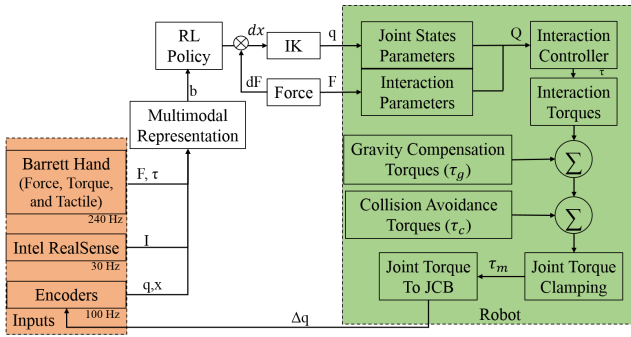 RL
Policy
dx
IK
q
Joint States
Parameters
Q
Interaction
Controller
τ
dF
Force
F
Interaction
Parameters
Interaction
Torques
b
Multimodal
Representation
Barrett Hand
(Force, Torque,
and Tactile)
240 Hz
F, τ
Gravity Compensation
Torques (τg)
∑
Collision Avoidance
Torques (τc)
∑
Intel RealSense
30 Hz
I
Encoders
100 Hz
q,x
Inputs
Joint Torque
To JCB
τm
Joint Torque
Clamping
Δq
Robot